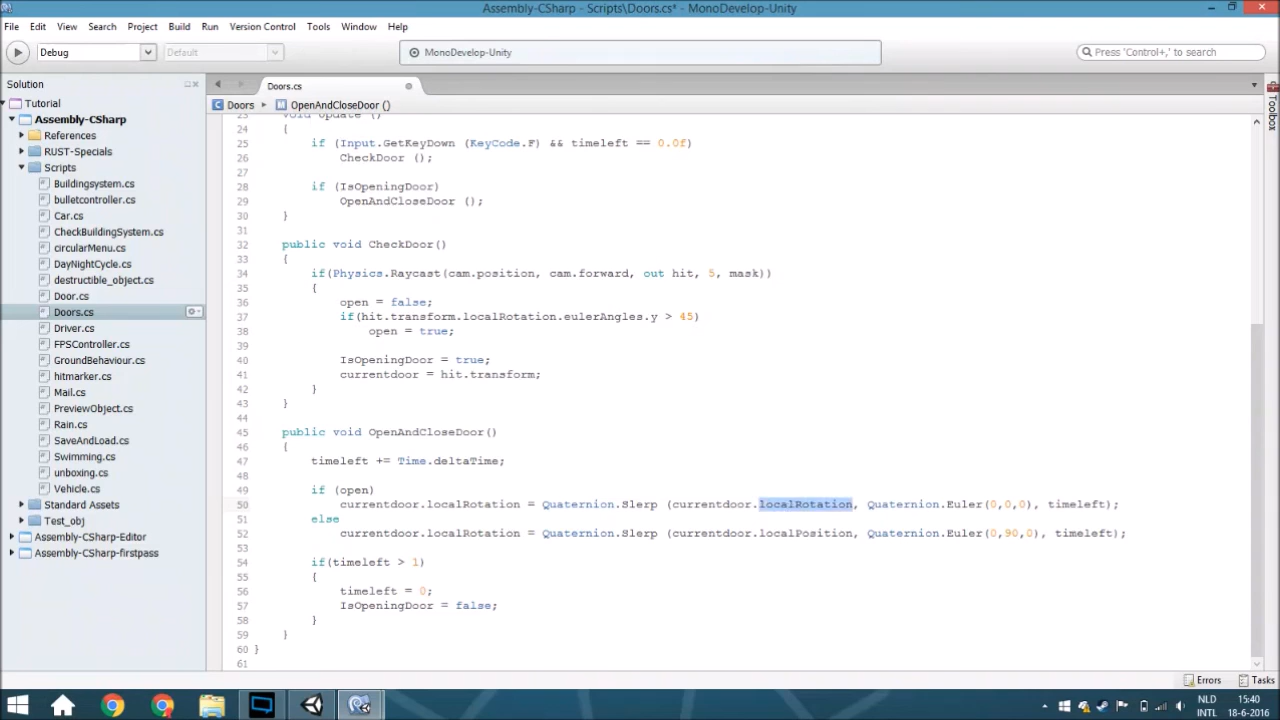 Assembly-CSharp - Scripts\Doors.cs* - MonoDevelop-Unity
File Edit View Search Project Build Run Version Control Tools Window Help
Debug Default MonoDevelop-Unity Press 'Control+,' to search
Solution
Tutorial
Assembly-CSharp
References
RUST-Specials
Scripts
Buildingsystem.cs
bulletcontroller.cs
Car.cs
CheckBuildingSystem.cs
circularMenu.cs
DayNightCycle.cs
destructible_object.cs
Door.cs
Doors.cs
Driver.cs
FPSController.cs
GroundBehaviour.cs
hitmarker.cs
Mail.cs
PreviewObject.cs
Rain.cs
SaveAndLoad.cs
Swimming.cs
unboxing.cs
Vehicle.cs
Standard Assets
Test_obj
Assembly-CSharp-Editor
Assembly-CSharp-firstpass
Doors.cs
Doors OpenAndCloseDoor ()
23 void Update ()
24 {
25 if (Input.GetKeyDown (KeyCode.F) && timeleft == 0.0f)
26 CheckDoor ();
27
28 if (IsOpeningDoor)
29 OpenAndCloseDoor ();
30 }
31
32 public void CheckDoor()
33 {
34 if(Physics.Raycast(cam.position, cam.forward, out hit, 5, mask))
35 {
36 open = false;
37 if(hit.transform.localRotation.eulerAngles.y > 45)
38 open = true;
39
40 IsOpeningDoor = true;
41 currentdoor = hit.transform;
42 }
43 }
44
45 public void OpenAndCloseDoor()
46 {
47 timeleft += Time.deltaTime;
48
49 if (open)
50 currentdoor.localRotation = Quaternion.Slerp (currentdoor.localRotation, Quaternion.Euler(0,0,0), timeleft);
51 else
52 currentdoor.localRotation = Quaternion.Slerp (currentdoor.localPosition, Quaternion.Euler(0,90,0), timeleft);
53
54 if(timeleft > 1)
55 {
56 timeleft = 0;
57 IsOpeningDoor = false;
58 }
59 }
60 }
61
Toolbox
Errors Tasks
NLD 15:40
INTL 18-6-2016